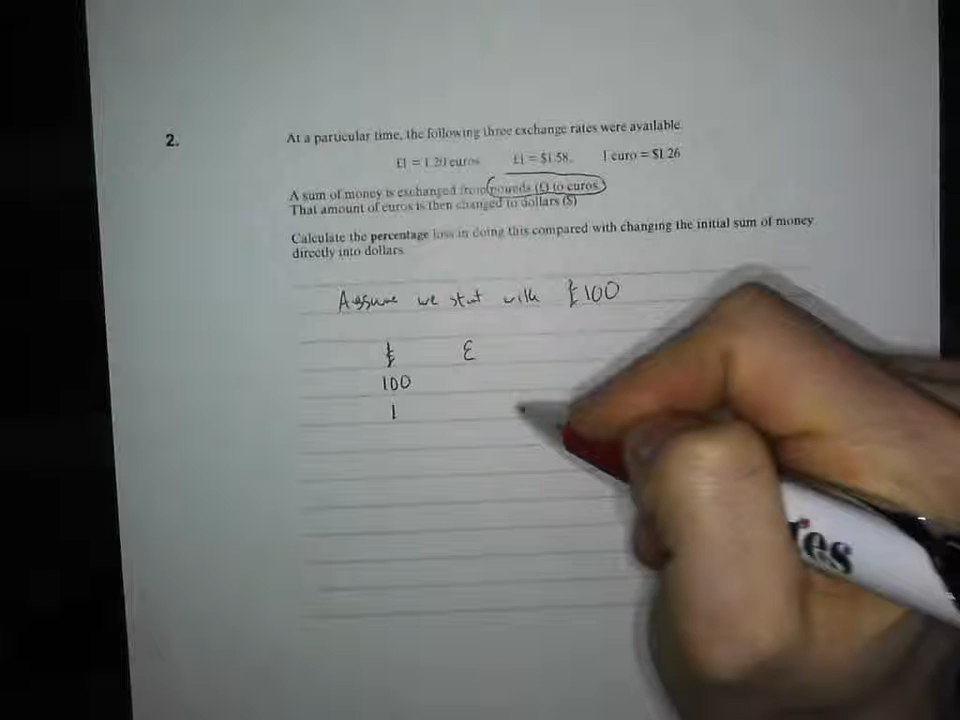 2. At a particular time, the following three exchange rates were available.
£1 = 1.20 euros £1 = $1.58. 1 euro = $1.26
A sum of money is exchanged from pounds (£) to euros.
That amount of euros is then changed to dollars ($)
Calculate the percentage loss in doing this compared with changing the initial sum of money
directly into dollars.
Assume we start with £100
£ €
100
1